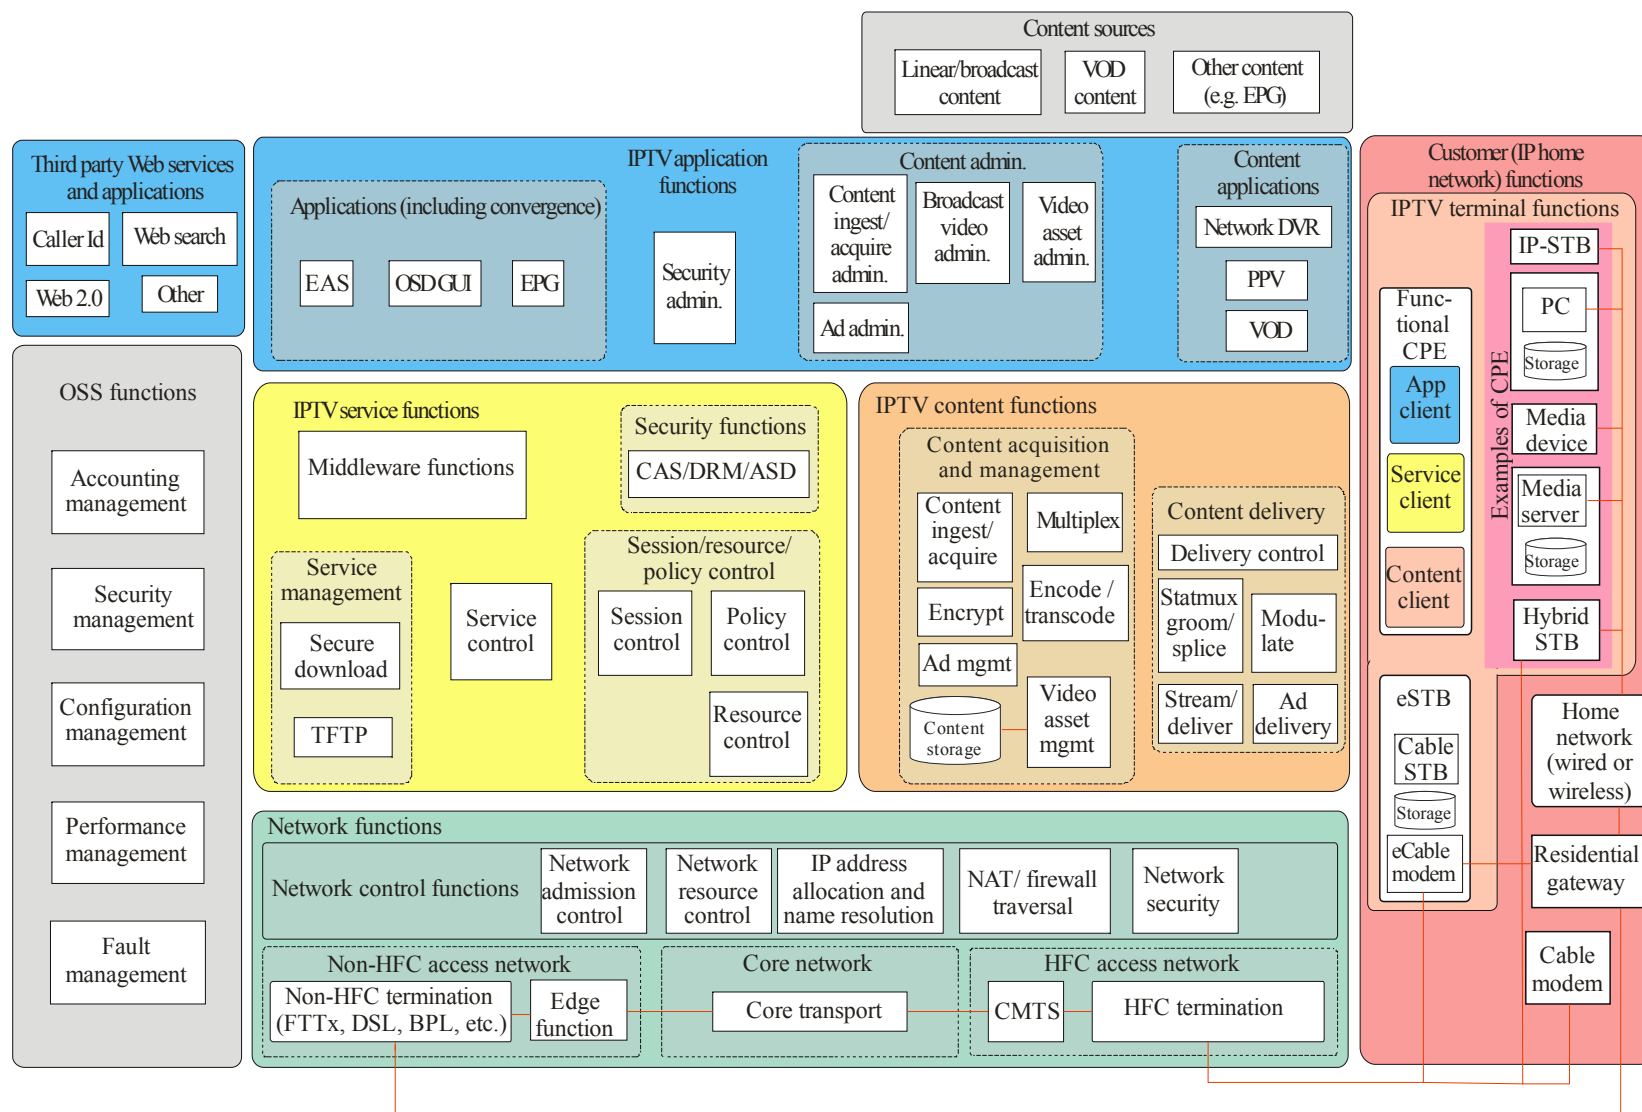 Content sources
Linear/broadcast
content
VOD
content
Other content
(e.g. EPG)
Third party Web services
and applications
Caller Id
Web search
Web 2.0
Other
IPTV application
functions
Applications (including convergence)
EAS
OSD GUI
EPG
Security
admin.
Content admin.
Content
ingest/
acquire
admin.
Broadcast
video
admin.
Video
asset
admin.
Ad admin.
Content
applications
Network DVR
PPV
VOD
Customer (IP home
network) functions
IPTV terminal functions
Func-
tional
CPE
App
client
Service
client
Content
client
Examples of CPE
IP-STB
PC
Storage
Media
device
Media
server
Storage
Hybrid
STB
eSTB
Cable
STB
Storage
eCable
modem
Home
network
(wired or
wireless)
Residential
gateway
Cable
modem
OSS functions
Accounting
management
Security
management
Configuration
management
Performance
management
Fault
management
IPTV service functions
Middleware functions
Security functions
CAS/DRM/ASD
Service
management
Secure
download
TFTP
Service
control
Session/resource/
policy control
Session
control
Policy
control
Resource
control
IPTV content functions
Content acquisition
and management
Content
ingest/
acquire
Multiplex
Encrypt
Encode /
transcode
Ad mgmt
Content
storage
Video
asset
mgmt
Content delivery
Delivery control
Statmux
groom/
splice
Modu-
late
Stream/
deliver
Ad
delivery
Network functions
Network control functions
Network
admission
control
Network
resource
control
IP address
allocation and
name resolution
NAT/ firewall
traversal
Network
security
Non-HFC access network
Non-HFC termination
(FTTx, DSL, BPL, etc.)
Edge
function
Core network
Core transport
HFC access network
CMTS
HFC termination